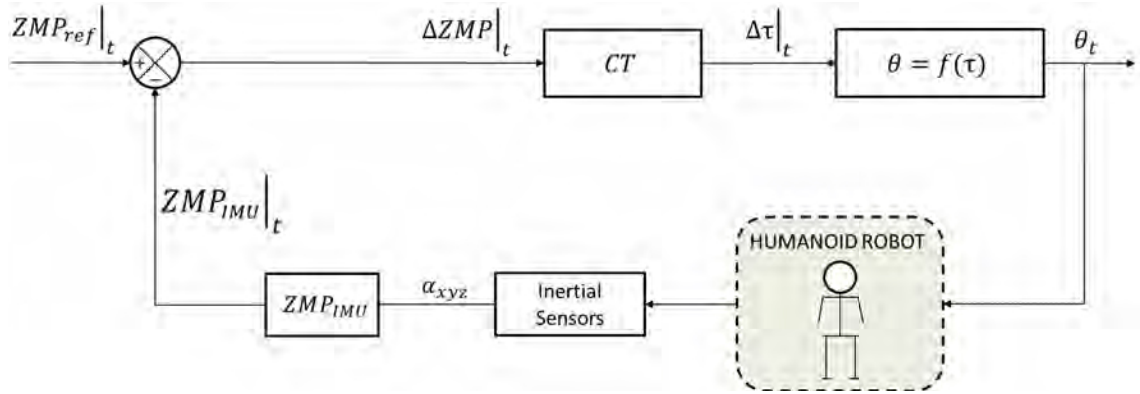 ZMP_ref|_t
ΔZMP|_t
Δτ|_t
θ_t
+
−
CT
θ = f(τ)
ZMP_IMU|_t
HUMANOID ROBOT
ZMP_IMU
α_xyz
Inertial
Sensors